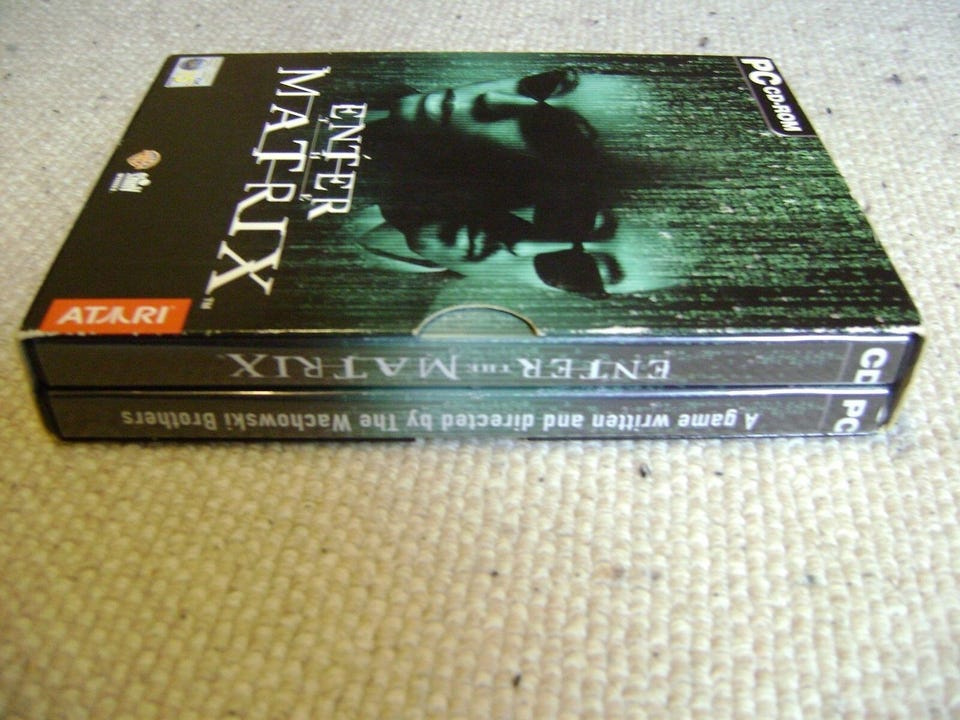 PC CD-ROM
ENTER
THE
MATRIX™
ATARI
ENTER THE MATRIX
CD
A game written and directed by The Wachowski Brothers
PC